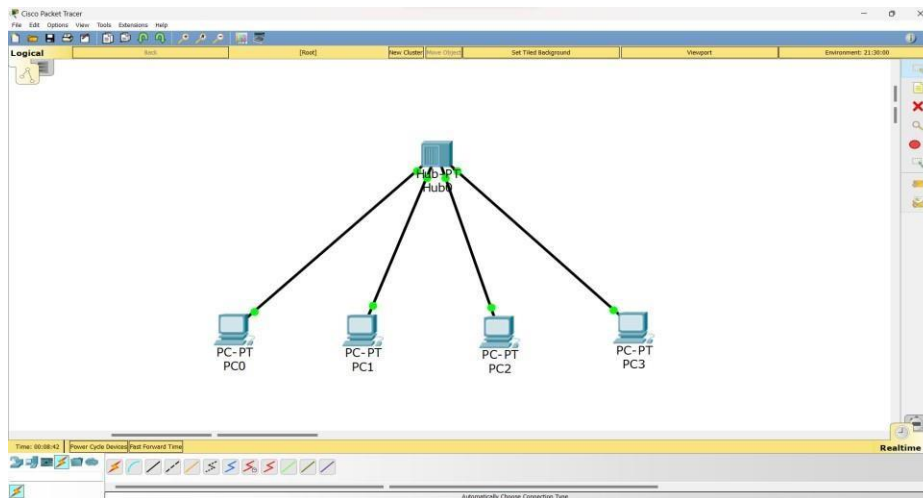 Cisco Packet Tracer
File Edit Options View Tools Extensions Help
Logical Back [Root] New Cluster Move Object Set Tiled Background Viewport Environment: 21:30:00
Hub-PT
Hub0
PC-PT PC-PT PC-PT PC-PT
PC0 PC1 PC2 PC3
Time: 00:08:42 Power Cycle Devices Fast Forward Time Realtime
Automatically Choose Connection Type